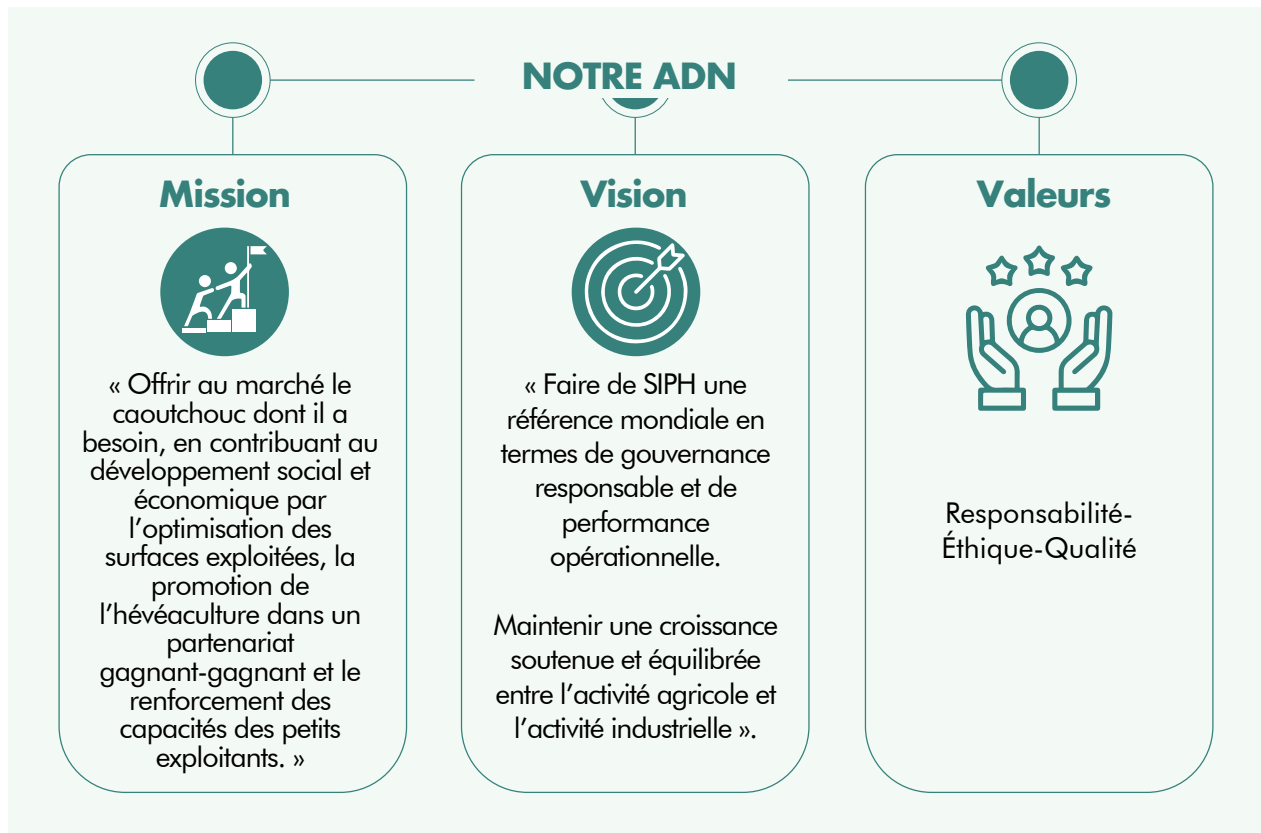 NOTRE ADN
Mission
« Offrir au marché le
caoutchouc dont il a
besoin, en contribuant au
développement social et
économique par
l’optimisation des
surfaces exploitées, la
promotion de
l’hévéaculture dans un
partenariat
gagnant-gagnant et le
renforcement des
capacités des petits
exploitants. »
Vision
« Faire de SIPH une
référence mondiale en
termes de gouvernance
responsable et de
performance
opérationnelle.
Maintenir une croissance
soutenue et équilibrée
entre l’activité agricole et
l’activité industrielle ».
Valeurs
Responsabilité-
Éthique-Qualité